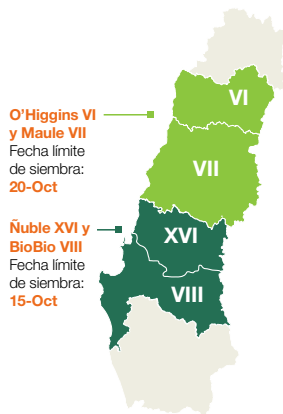 VI
O'Higgins VI
y Maule VII
Fecha límite
de siembra:
20-Oct
VII
Ñuble XVI y
BioBio VIII
Fecha límite
de siembra:
15-Oct
XVI
VIII